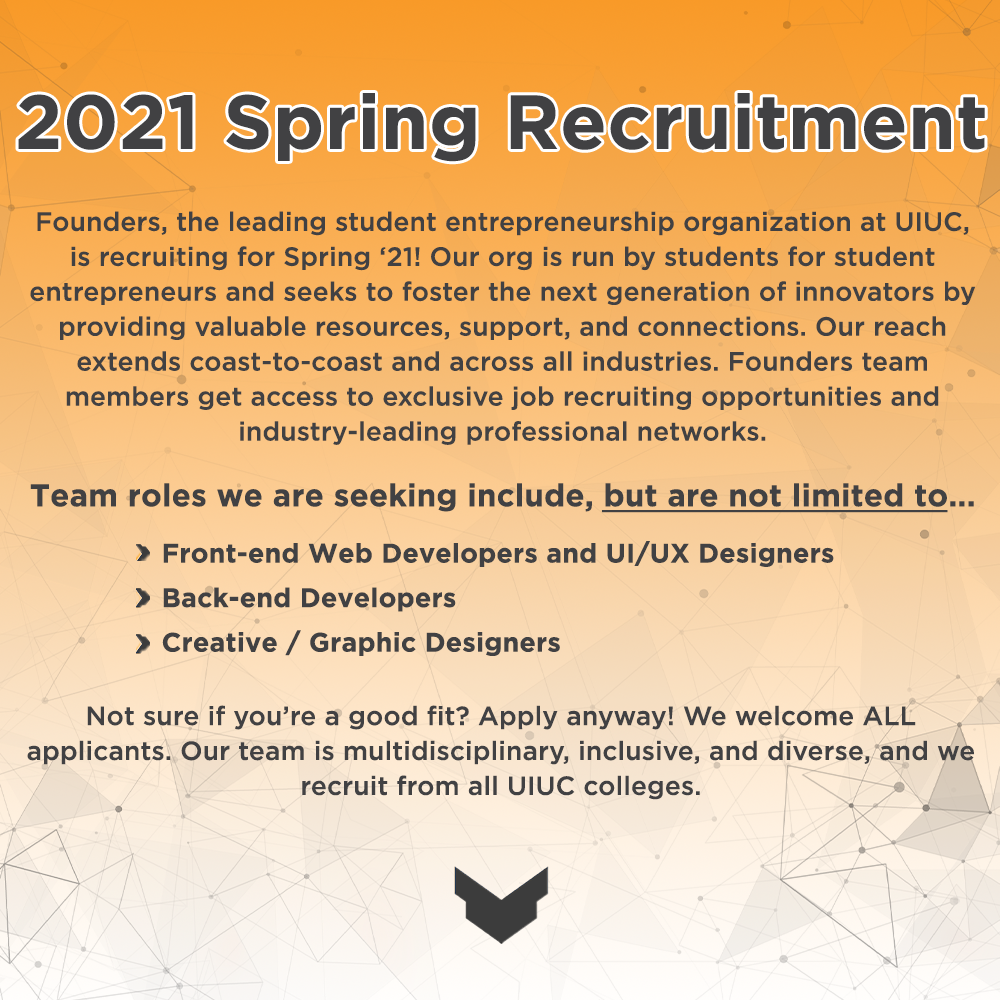 2021 Spring Recruitment
Founders, the leading student entrepreneurship organization at UIUC,
is recruiting for Spring ‘21! Our org is run by students for student
entrepreneurs and seeks to foster the next generation of innovators by
providing valuable resources, support, and connections. Our reach
extends coast-to-coast and across all industries. Founders team
members get access to exclusive job recruiting opportunities and
industry-leading professional networks.
Team roles we are seeking include, but are not limited to...
Front-end Web Developers and UI/UX Designers
Back-end Developers
Creative / Graphic Designers
Not sure if you’re a good fit? Apply anyway! We welcome ALL
applicants. Our team is multidisciplinary, inclusive, and diverse, and we
recruit from all UIUC colleges.